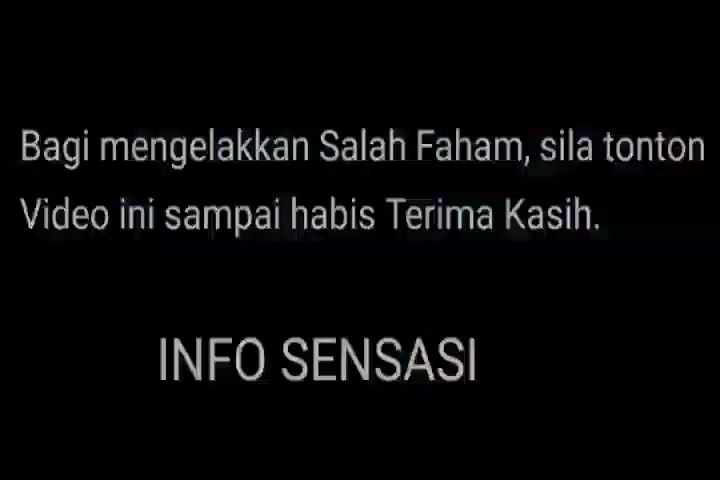 Bagi mengelakkan Salah Faham, sila tonton
Video ini sampai habis Terima Kasih.
INFO SENSASI